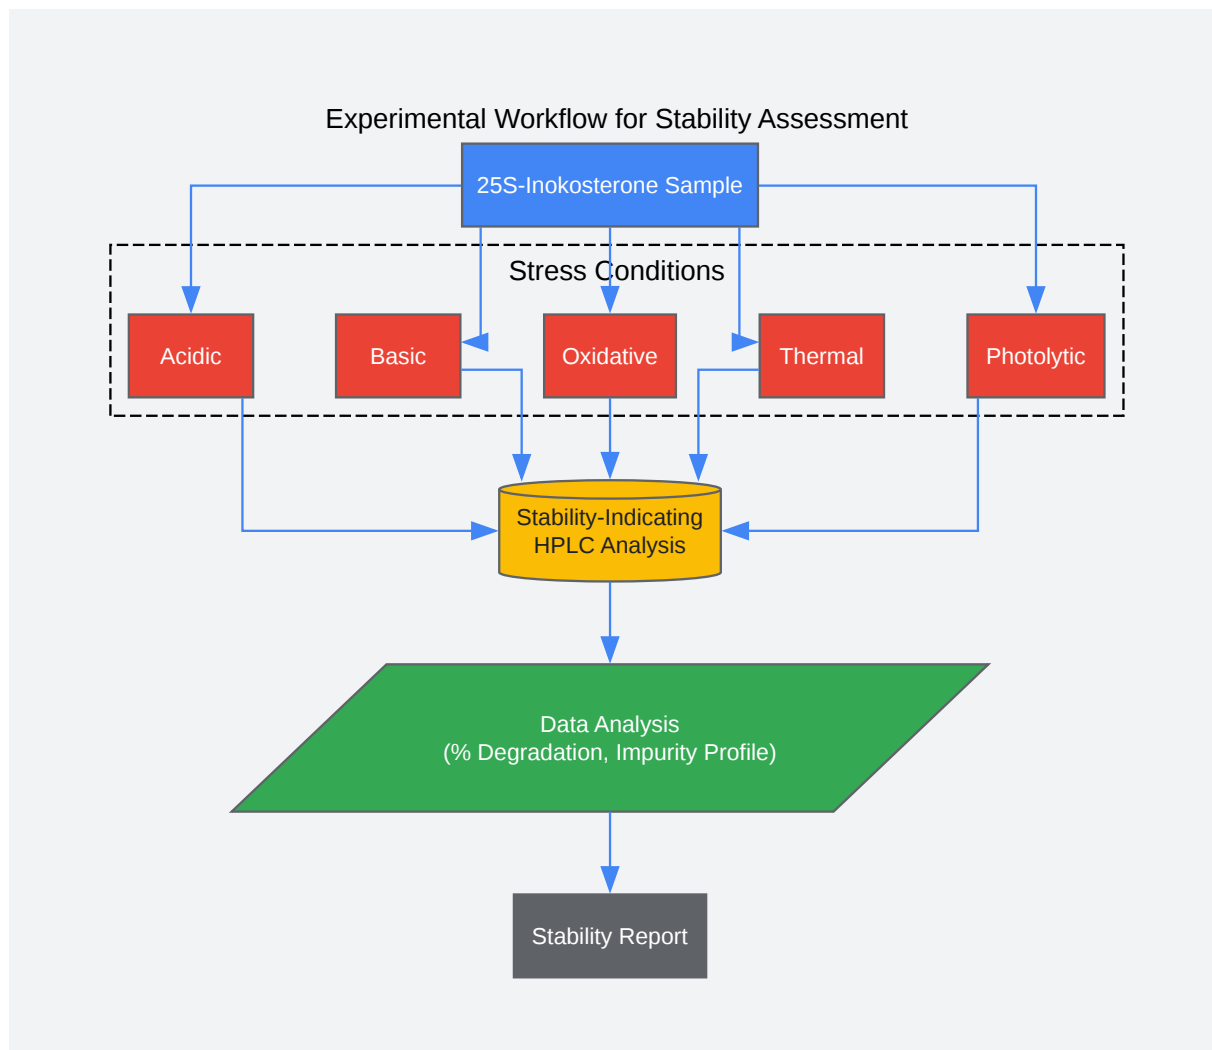 Experimental Workflow for Stability Assessment
25S-Inokosterone Sample
Stress Conditions
Acidic
Basic
Oxidative
Thermal
Photolytic
Stability-Indicating
HPLC Analysis
Data Analysis
(% Degradation, Impurity Profile)
Stability Report